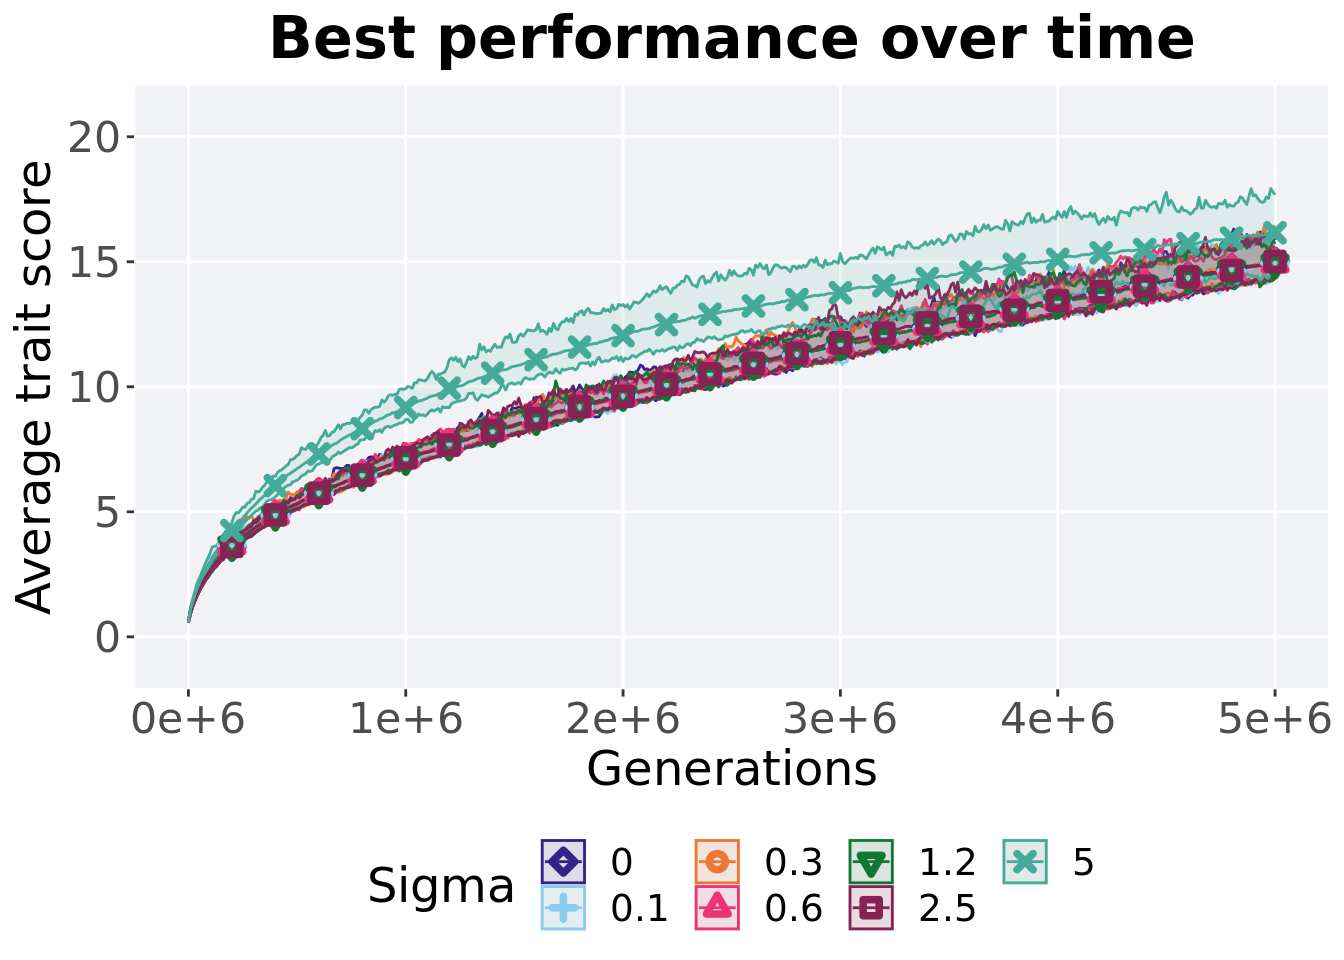 Best performance over time
Average trait score
20
15
10
5
0
0e+6 1e+6 2e+6 3e+6 4e+6 5e+6
Generations
Sigma
0 0.3 1.2 5
0.1 0.6 2.5